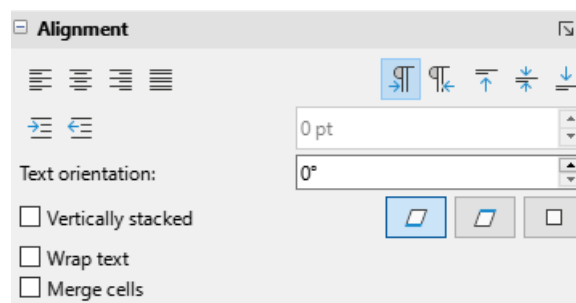 Alignment
0 pt
Text orientation:
0°
Vertically stacked
Wrap text
Merge cells